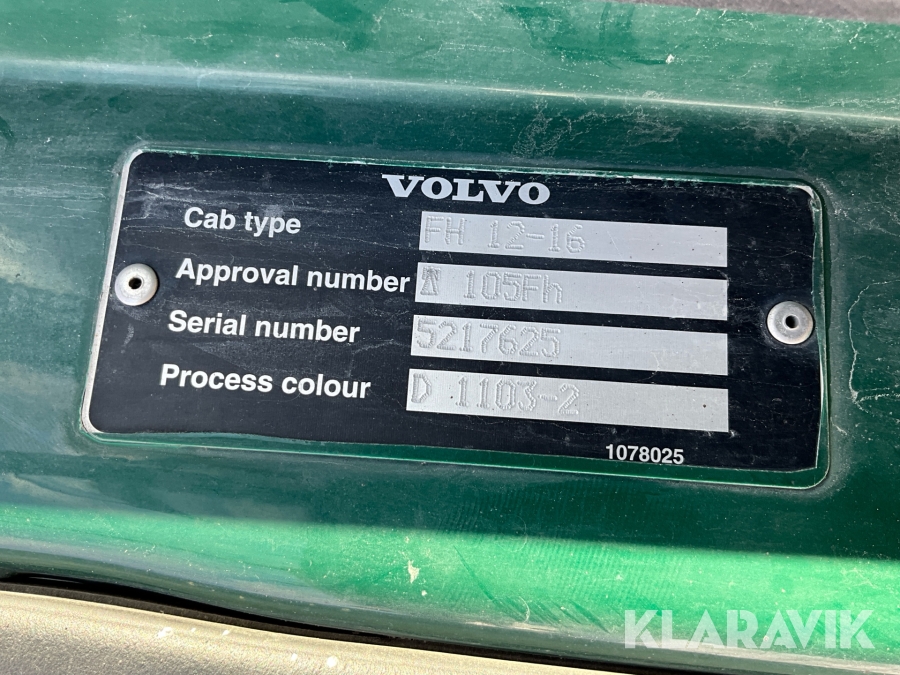 VOLVO
Cab type FH 12-16
Approval number 105Fh
Serial number 5217625
Process colour D 1103-2
1078025
KLARAVIK